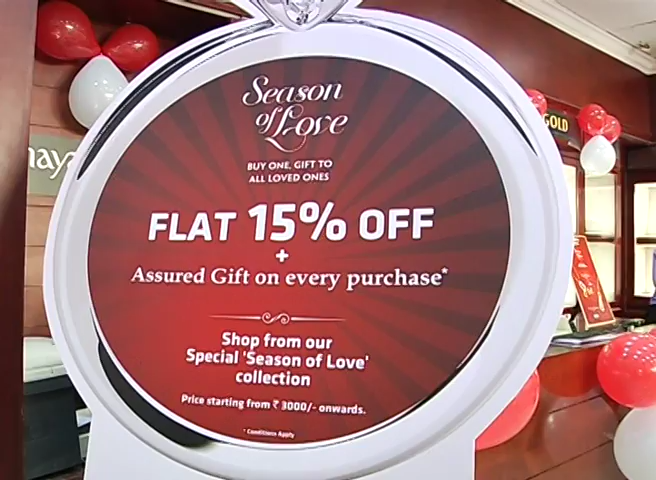 Season
of Love
BUY ONE, GIFT TO
ALL LOVED ONES
FLAT 15% OFF
+
Assured Gift on every purchase*
Shop from our
Special 'Season of Love'
collection
Price starting from ₹ 3000/- onwards.
* Conditions Apply
GOLD